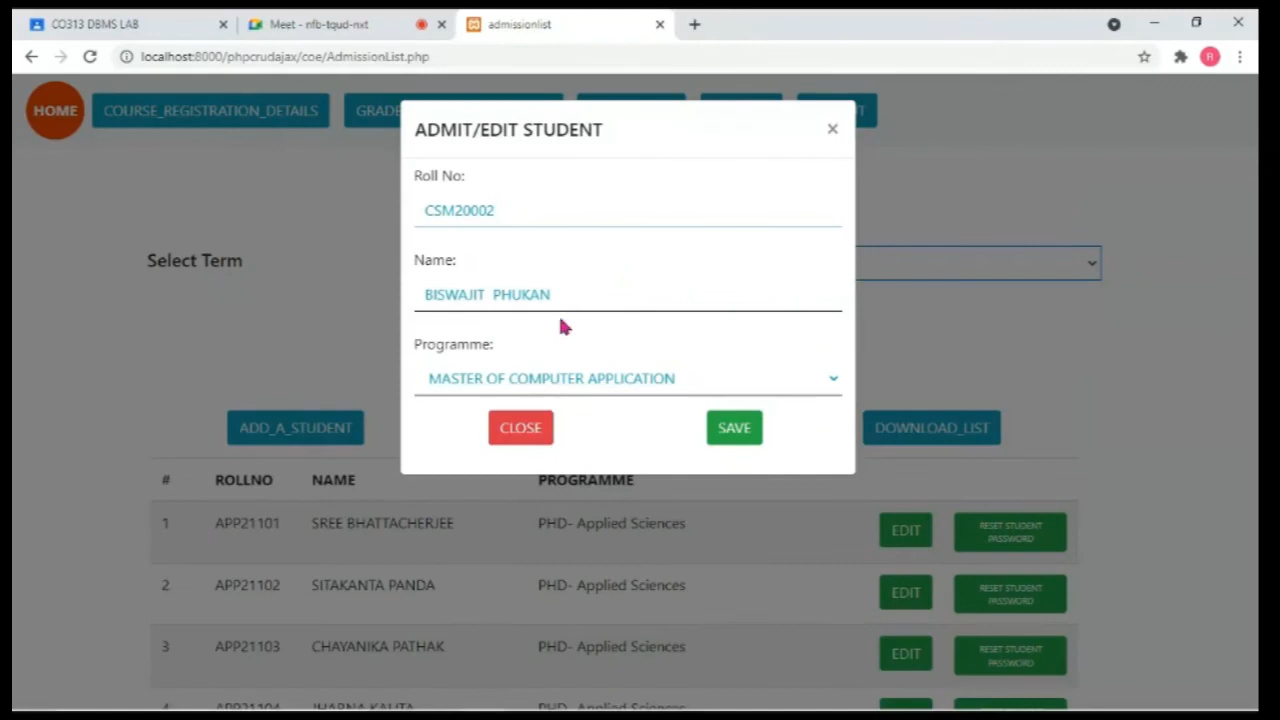 CO313 DBMS LAB
Meet - nfb-tqud-nxt
admissionlist
localhost:8000/phpcrudajax/coe/AdmissionList.php
R
HOME
COURSE_REGISTRATION_DETAILS
ADMIT/EDIT STUDENT
×
Roll No:
CSM20002
Name:
BISWAJIT PHUKAN
Programme:
MASTER OF COMPUTER APPLICATION
CLOSE
SAVE
Select Term
ADD_A_STUDENT
DOWNLOAD_LIST
# ROLLNO NAME PROGRAMME
1 APP21101 SREE BHATTACHERJEE PHD- Applied Sciences EDIT RESET STUDENT PASSWORD
2 APP21102 SITAKANTA PANDA PHD- Applied Sciences EDIT RESET STUDENT PASSWORD
3 APP21103 CHAYANIKA PATHAK PHD- Applied Sciences EDIT RESET STUDENT PASSWORD